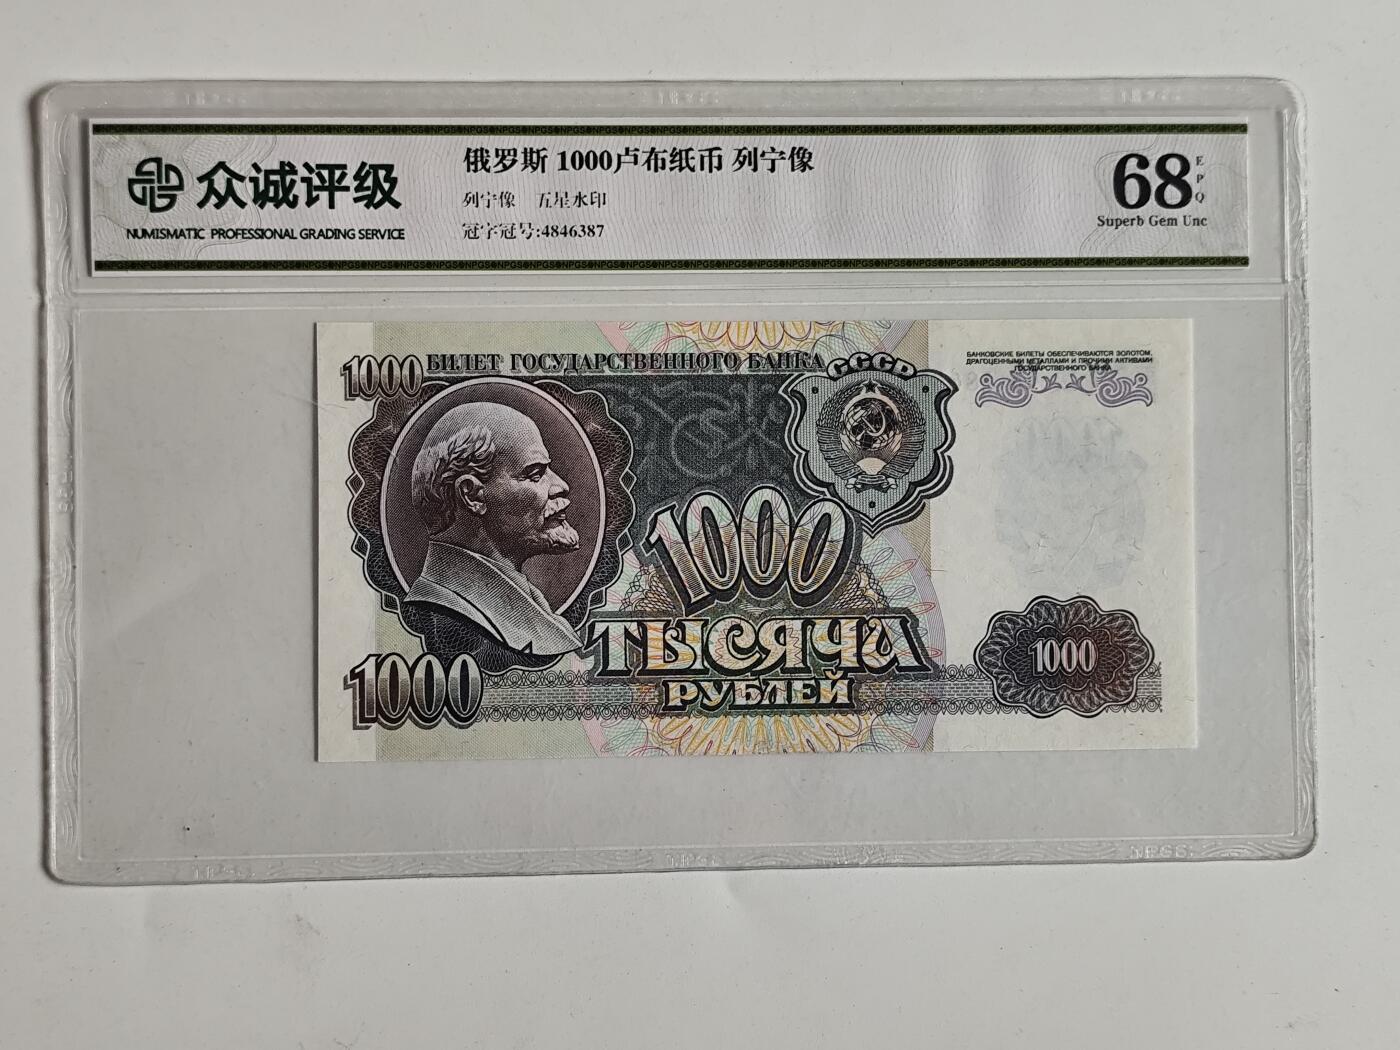 众诚评级
NUMISMATIC PROFESSIONAL GRADING SERVICE
俄罗斯 1000卢布纸币 列宁像
列宁像 五星水印
冠字冠号:4846387
68
EPQ
Superb Gem Unc
1000
БИЛЕТ ГОСУДАРСТВЕННОГО БАНКА
СССР
БАНКОВСКИЕ БИЛЕТЫ ОБЕСПЕЧИВАЮТСЯ ЗОЛОТОМ,
ДРАГОЦЕННЫМИ МЕТАЛЛАМИ И ПРОЧИМИ АКТИВАМИ
ГОСУДАРСТВЕННОГО БАНКА
1000
ТЫСЯЧА
РУБЛЕЙ
1000
1000